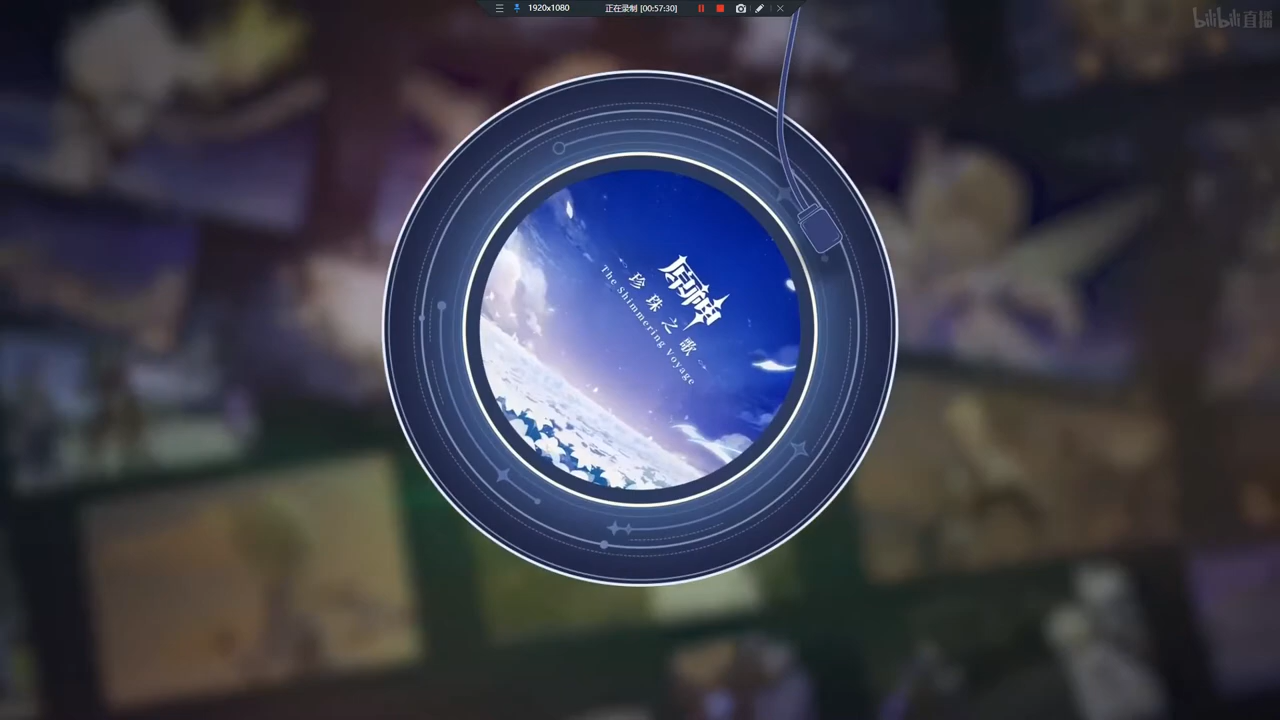 1920x1080
正在录制 [00:57:30]
bilibili直播
原神
珍珠之歌
The Shimmering Voyage